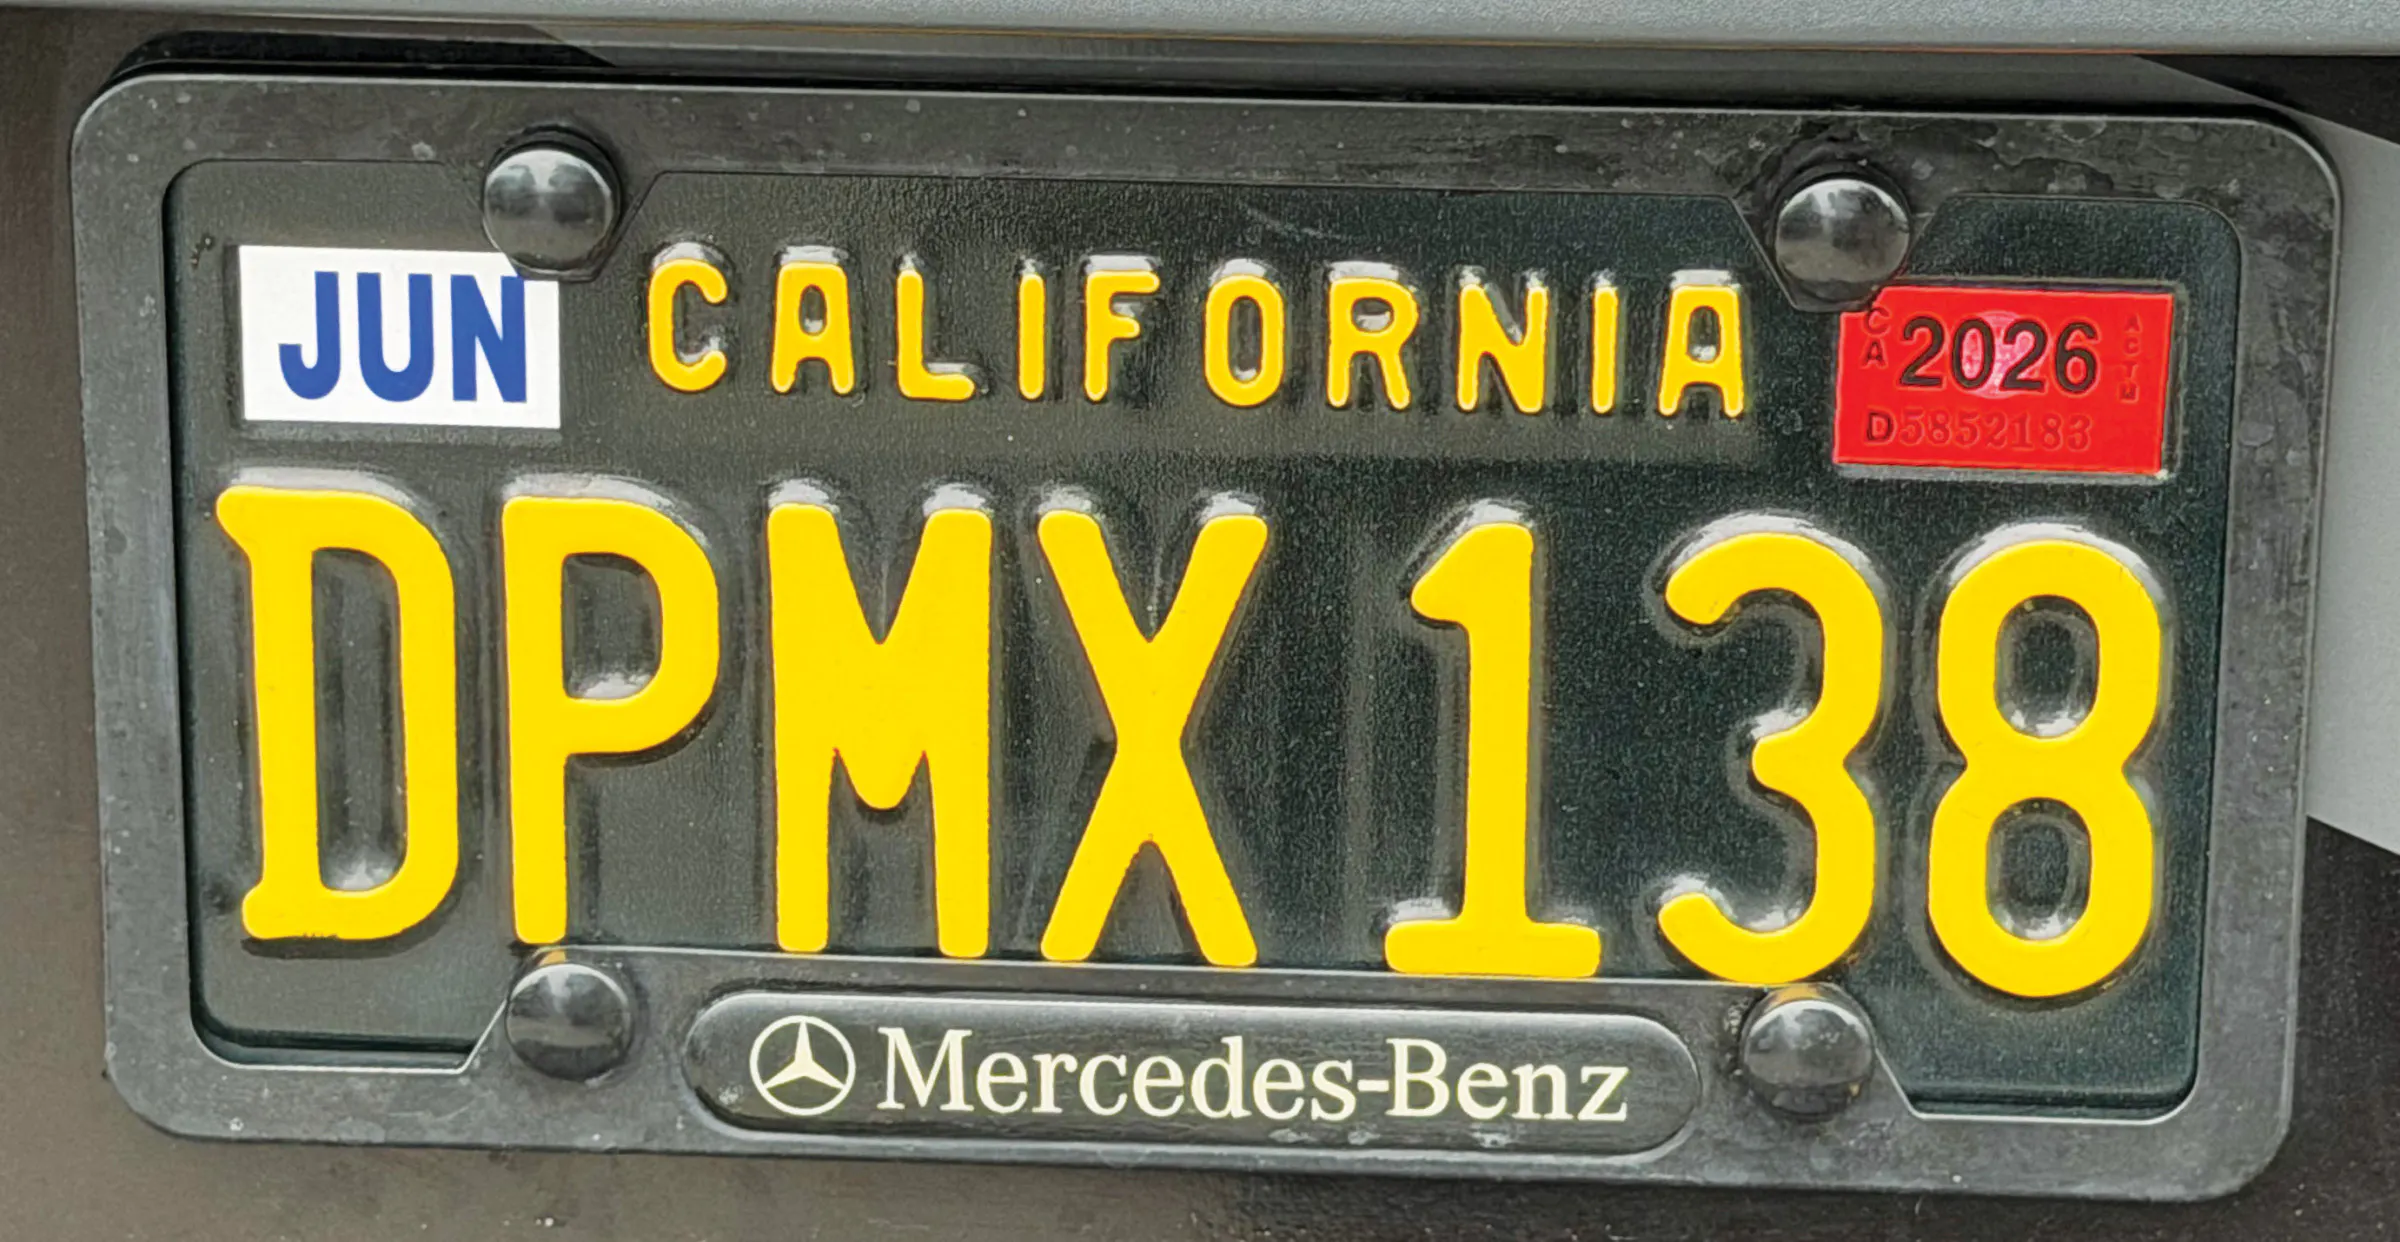 JUN
CALIFORNIA
CA 2026
D5852183
DPMX 138
Mercedes-Benz